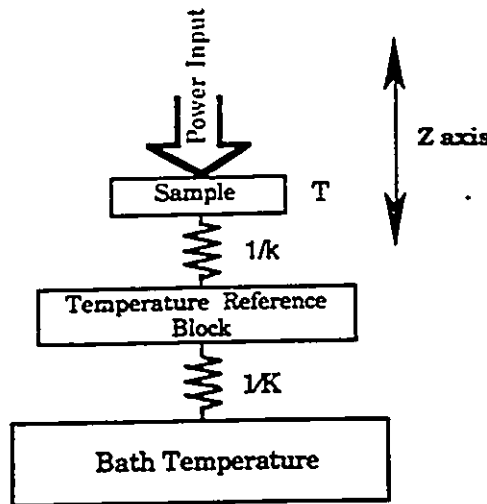 Power Input
Z axis
Sample
T
1/k
Temperature Reference
Block
1/K
Bath Temperature